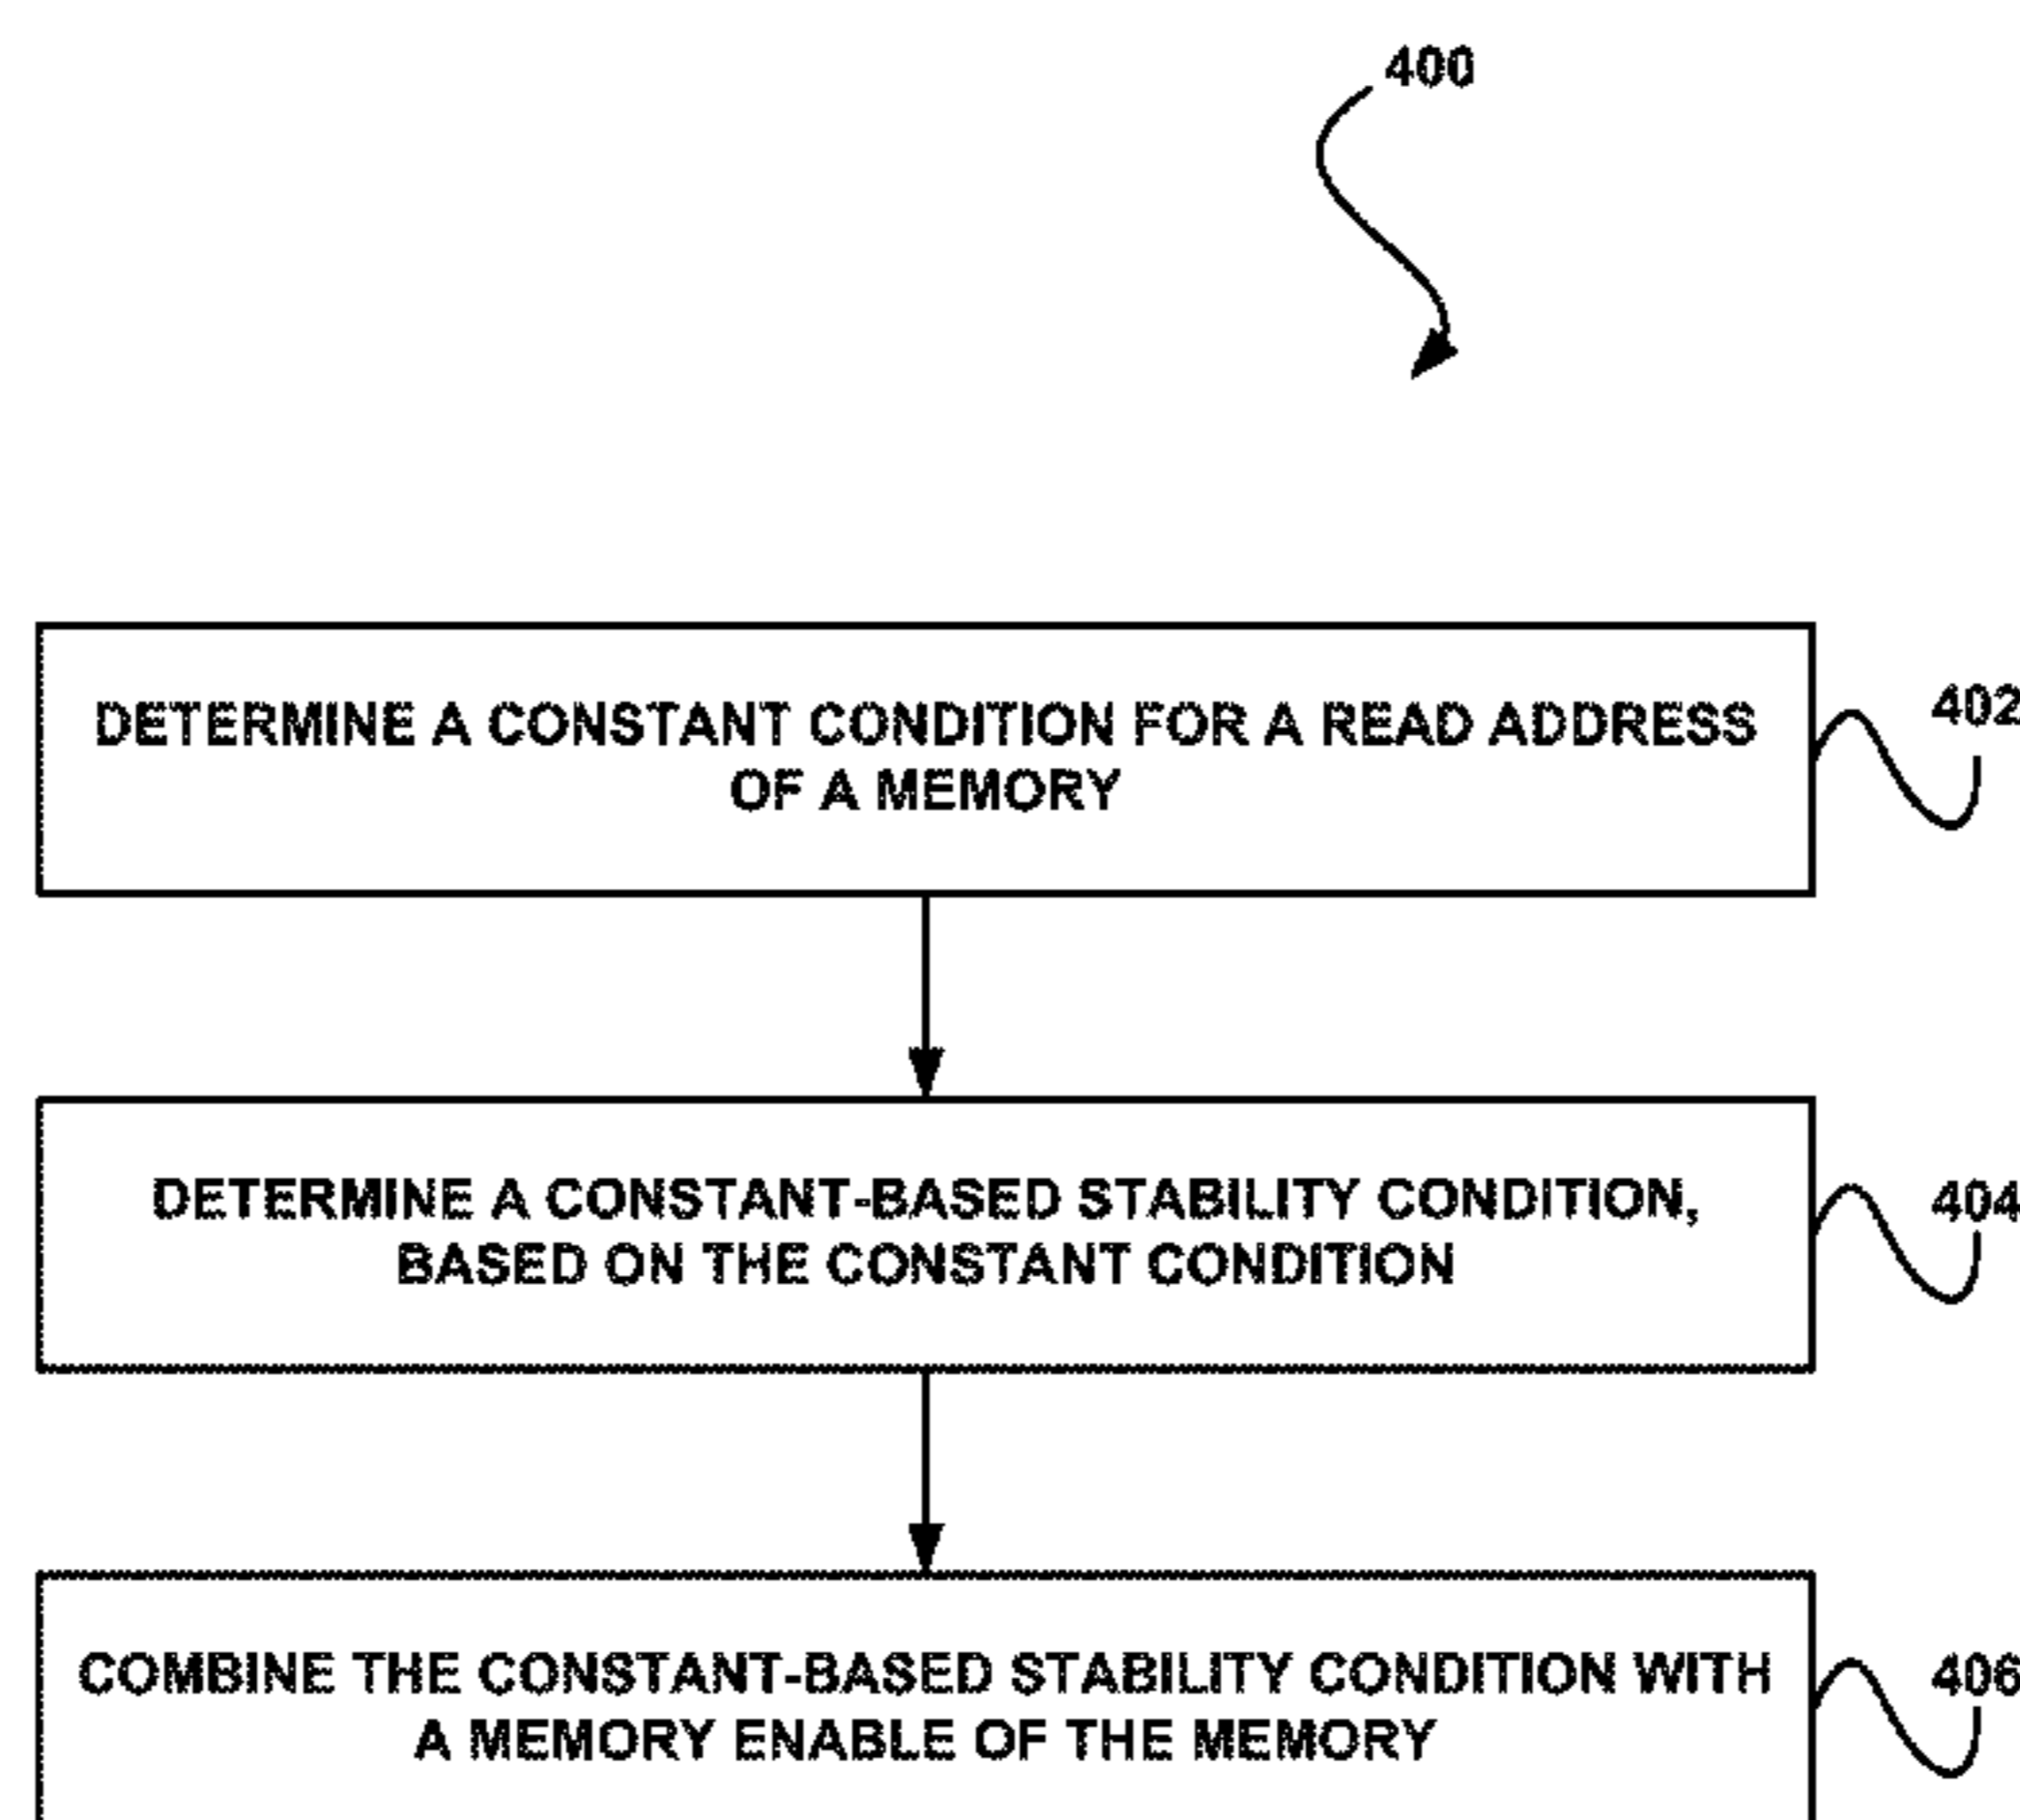 400
DETERMINE A CONSTANT CONDITION FOR A READ ADDRESS
OF A MEMORY
402
DETERMINE A CONSTANT-BASED STABILITY CONDITION,
BASED ON THE CONSTANT CONDITION
404
COMBINE THE CONSTANT-BASED STABILITY CONDITION WITH
A MEMORY ENABLE OF THE MEMORY
406